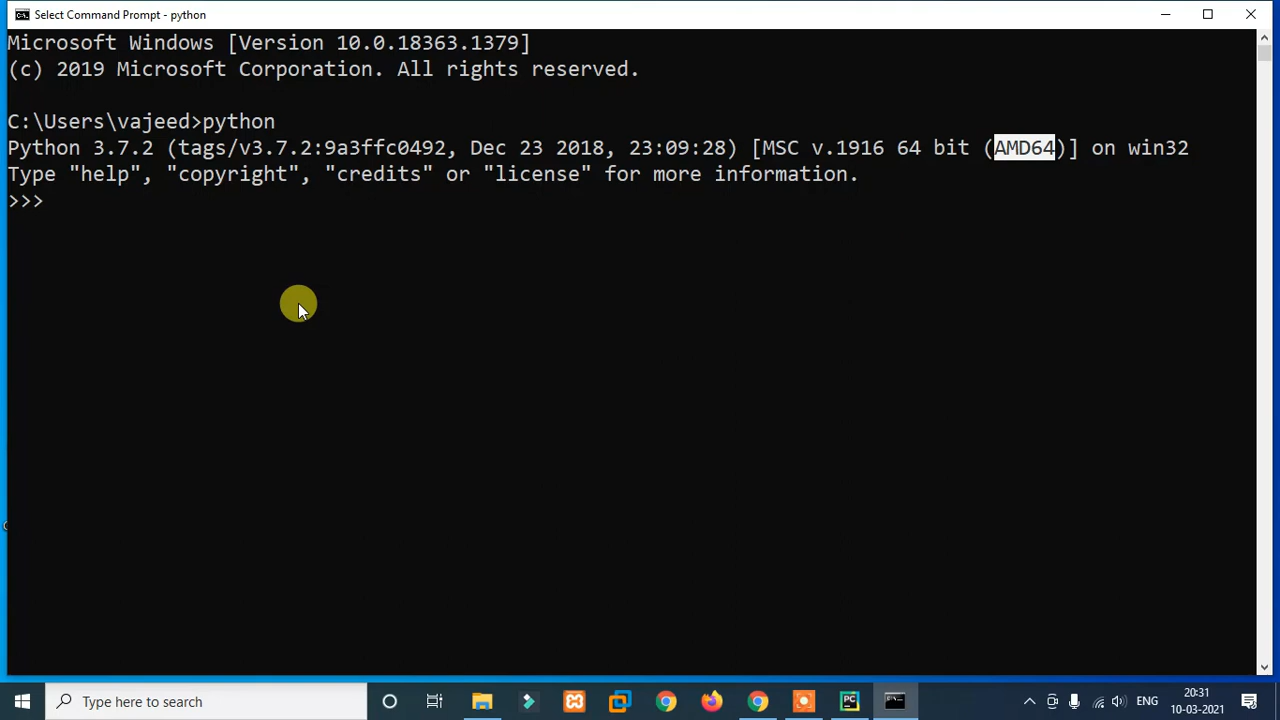 Select Command Prompt - python
Microsoft Windows [Version 10.0.18363.1379]
(c) 2019 Microsoft Corporation. All rights reserved.
C:\Users\vajeed>python
Python 3.7.2 (tags/v3.7.2:9a3ffc0492, Dec 23 2018, 23:09:28) [MSC v.1916 64 bit (AMD64)] on win32
Type "help", "copyright", "credits" or "license" for more information.
>>>
Type here to search
ENG
20:31
10-03-2021